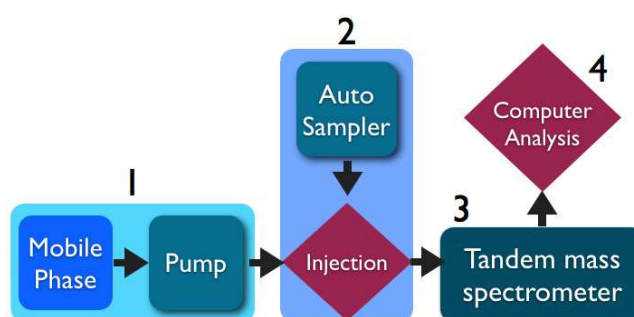 1
Mobile
Phase
Pump
2
Auto
Sampler
Injection
3
Tandem mass
spectrometer
4
Computer
Analysis